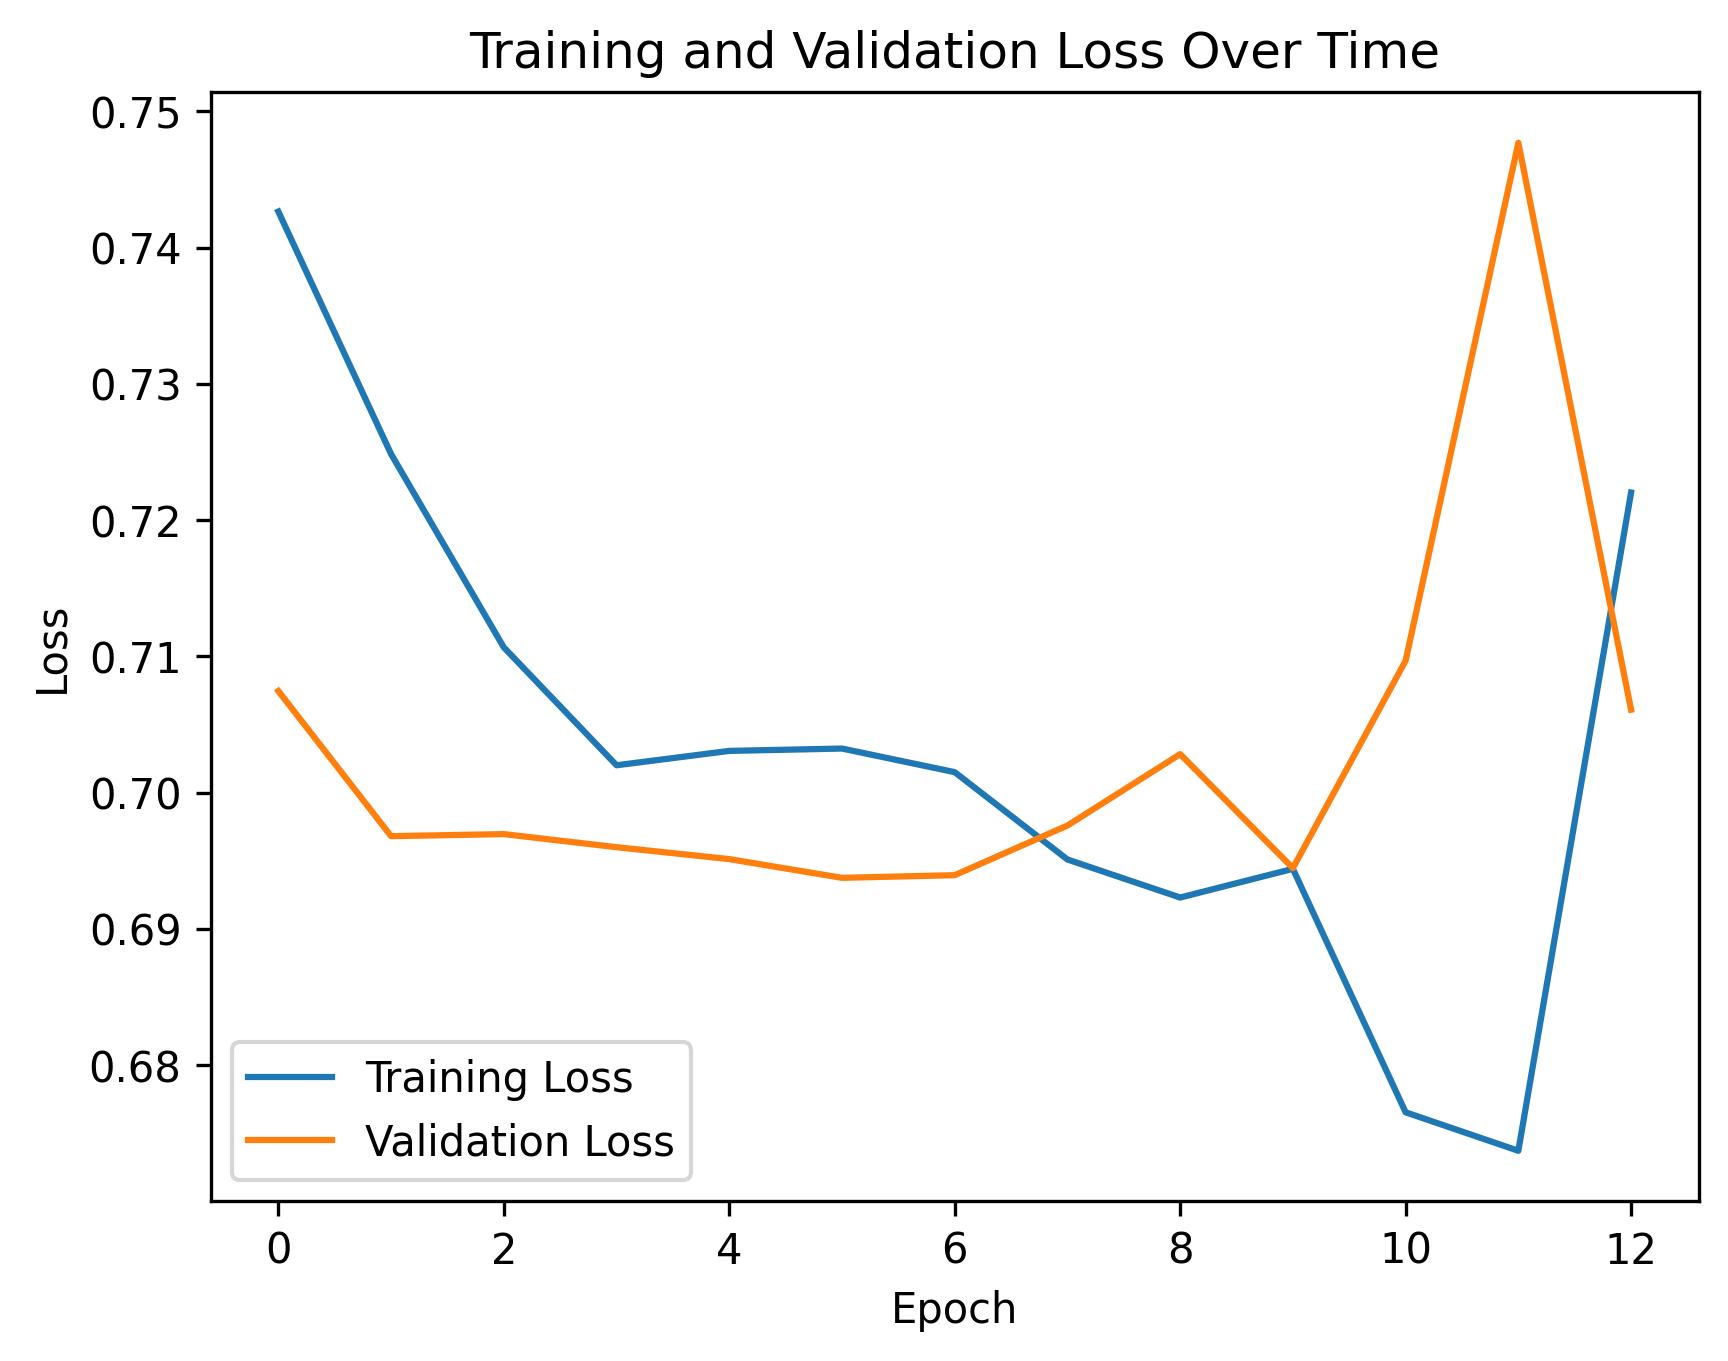 Training and Validation Loss Over Time
0.75
0.74
0.73
0.72
0.71
0.70
0.69
0.68
Loss
Training Loss
Validation Loss
0 2 4 6 8 10 12
Epoch